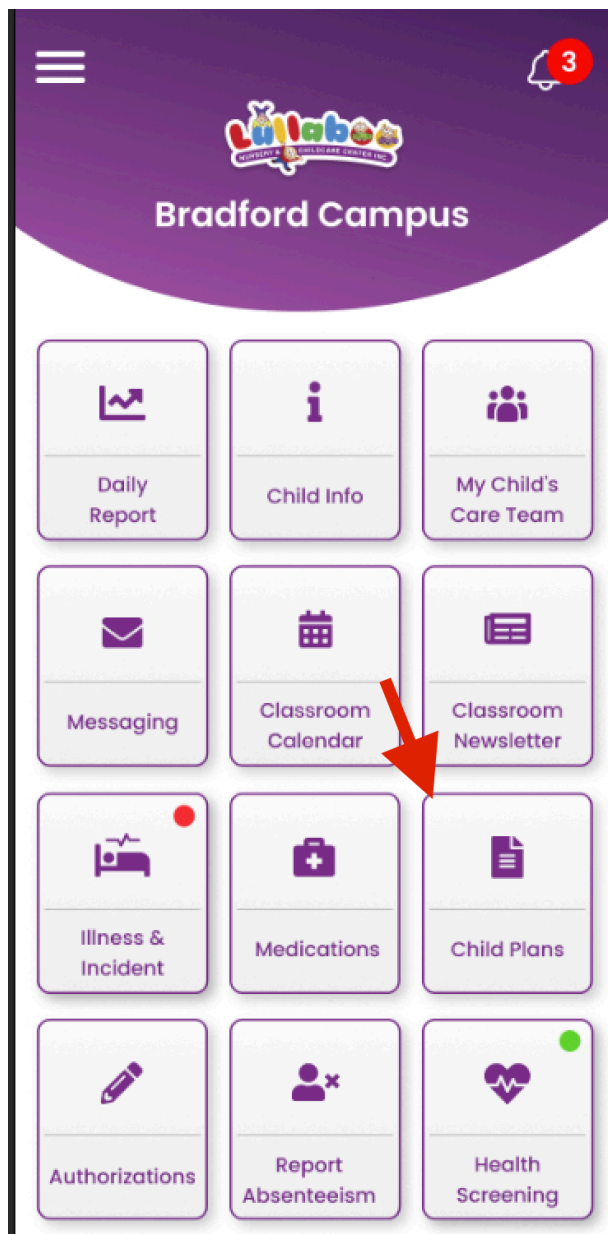 3
Lullaboo
NURSERY & CHILDCARE CENTER INC.
Bradford Campus
Daily
Report
Child Info
My Child's
Care Team
Messaging
Classroom
Calendar
Classroom
Newsletter
Illness &
Incident
Medications
Child Plans
Authorizations
Report
Absenteeism
Health
Screening